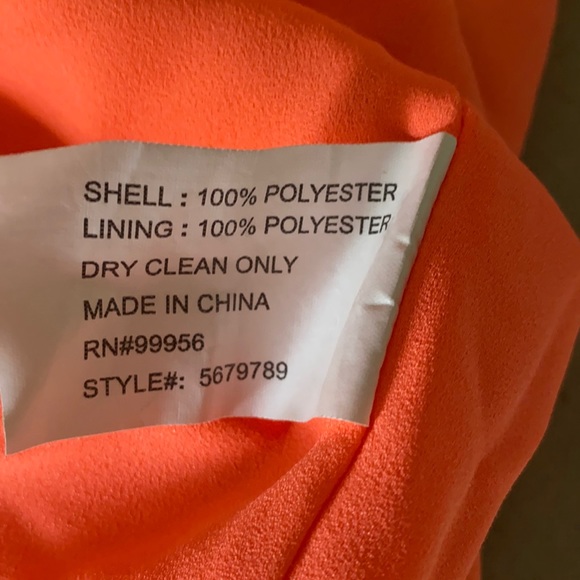 SHELL : 100% POLYESTER
LINING : 100% POLYESTER
DRY CLEAN ONLY
MADE IN CHINA
RN#99956
STYLE#: 5679789